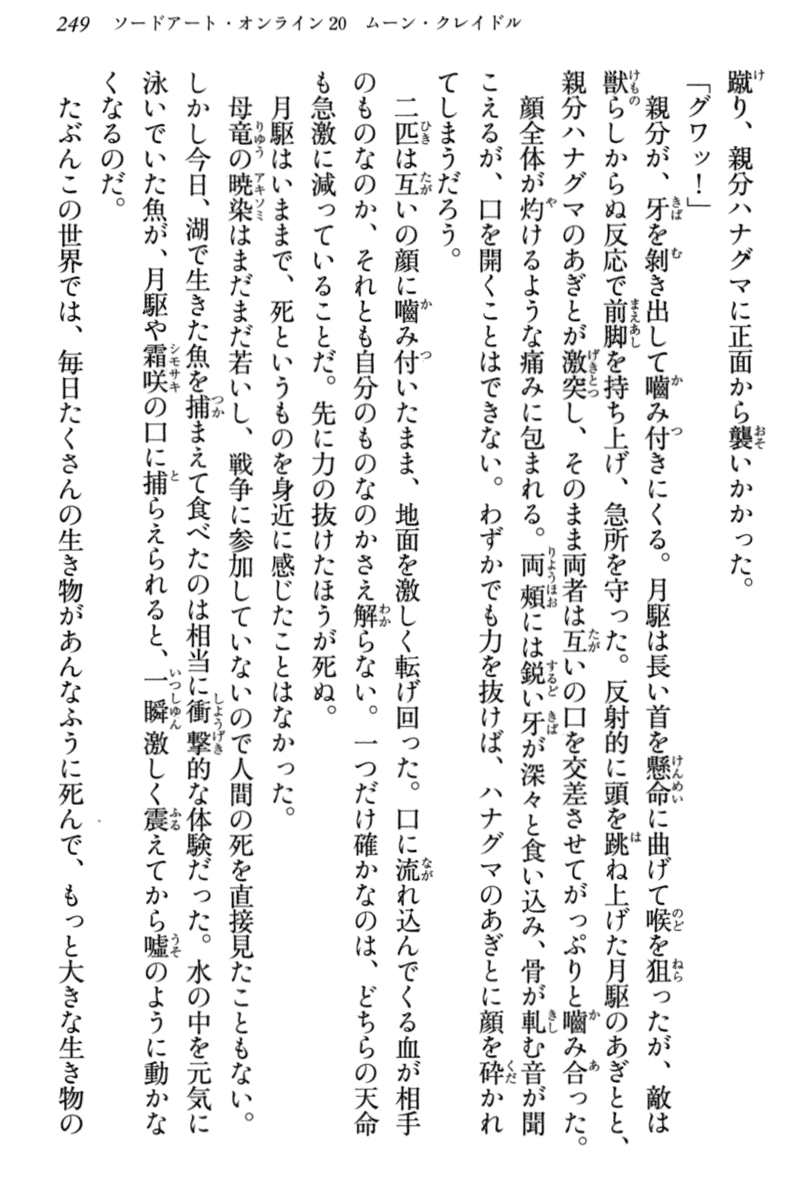 249　ソードアート・オンライン20　ムーン・クレイドル
蹴り、親分ハナグマに正面から襲いかかった。
「グワッ！」
　親分が、牙を剝き出して嚙み付きにくる。月駆は長い首を懸命に曲げて喉を狙ったが、敵は
獣らしからぬ反応で前脚を持ち上げ、急所を守った。反射的に頭を跳ね上げた月駆のあぎとと、
親分ハナグマのあぎとが激突し、そのまま両者は互いの口を交差させてがっぷりと嚙み合った。
　顔全体が灼けるような痛みに包まれる。両頰には鋭い牙が深々と食い込み、骨が軋む音が聞
こえるが、口を開くことはできない。わずかでも力を抜けば、ハナグマのあぎとに顔を砕かれ
てしまうだろう。
　二匹は互いの顔に嚙み付いたまま、地面を激しく転げ回った。口に流れ込んでくる血が相手
のものなのか、それとも自分のものなのかさえ解らない。一つだけ確かなのは、どちらの天命
も急激に減っていることだ。先に力の抜けたほうが死ぬ。
　月駆はいままで、死というものを身近に感じたことはなかった。
　母竜の暁染はまだまだ若いし、戦争に参加していないので人間の死を直接見たこともない。
しかし今日、湖で生きた魚を捕まえて食べたのは相当に衝撃的な体験だった。水の中を元気に
泳いでいた魚が、月駆や霜咲の口に捕らえられると、一瞬激しく震えてから噓のように動かな
くなるのだ。
　たぶんこの世界では、毎日たくさんの生き物があんなふうに死んで、もっと大きな生き物の